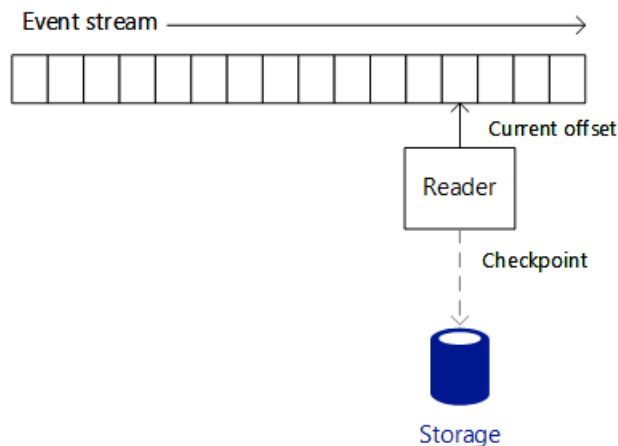 Event stream
Current offset
Reader
Checkpoint
Storage